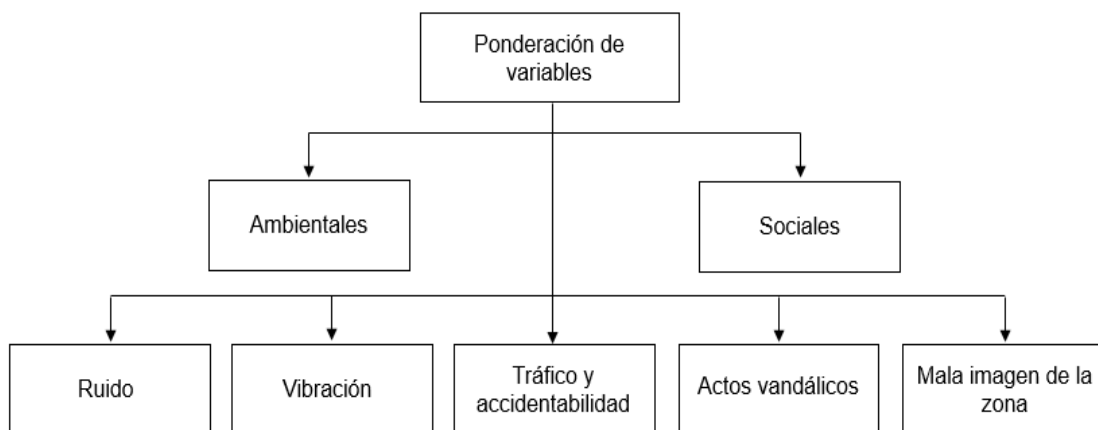 Ponderación de
variables
Ambientales
Sociales
Ruido
Vibración
Tráfico y
accidentabilidad
Actos vandálicos
Mala imagen de la
zona